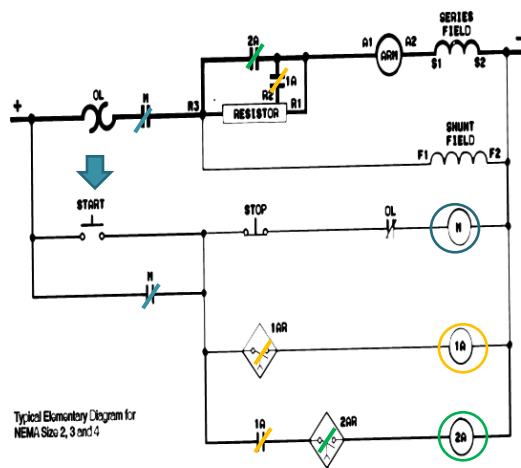 SERIES
FIELD
2A
A1
A2
ARM
S1
S2
-
1A
R2
R3
R1
RESISTOR
OL
M
+
SHUNT
FIELD
F1
F2
START
STOP
OL
M
M
1AR
1A
1A
2AR
2A
Typical Elementary Diagram for
NEMA Size 2, 3 and 4